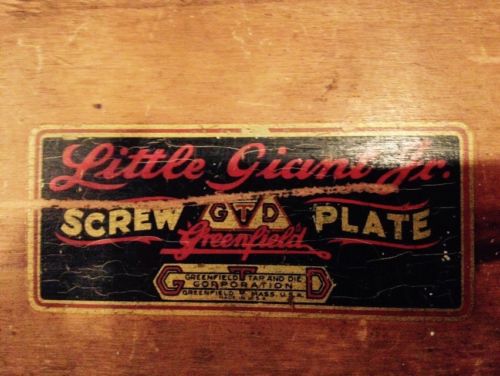 Little Giant Jr.
SCREW GTD PLATE
Greenfield
GREENFIELD TAP AND DIE
G T D
CORPORATION
GREENFIELD, MASS. U.S.A.